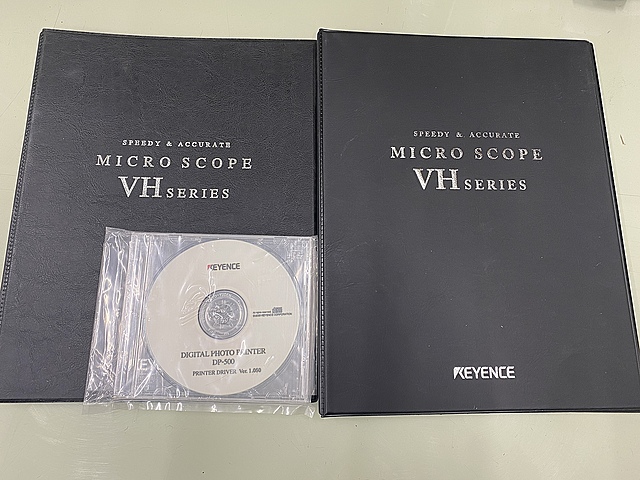 SPEEDY & ACCURATE
MICRO SCOPE
VH SERIES
KEYENCE
DIGITAL PHOTO PRINTER
DP-500
PRINTER DRIVER Ver. 1.000
SPEEDY & ACCURATE
MICRO SCOPE
VH SERIES
KEYENCE